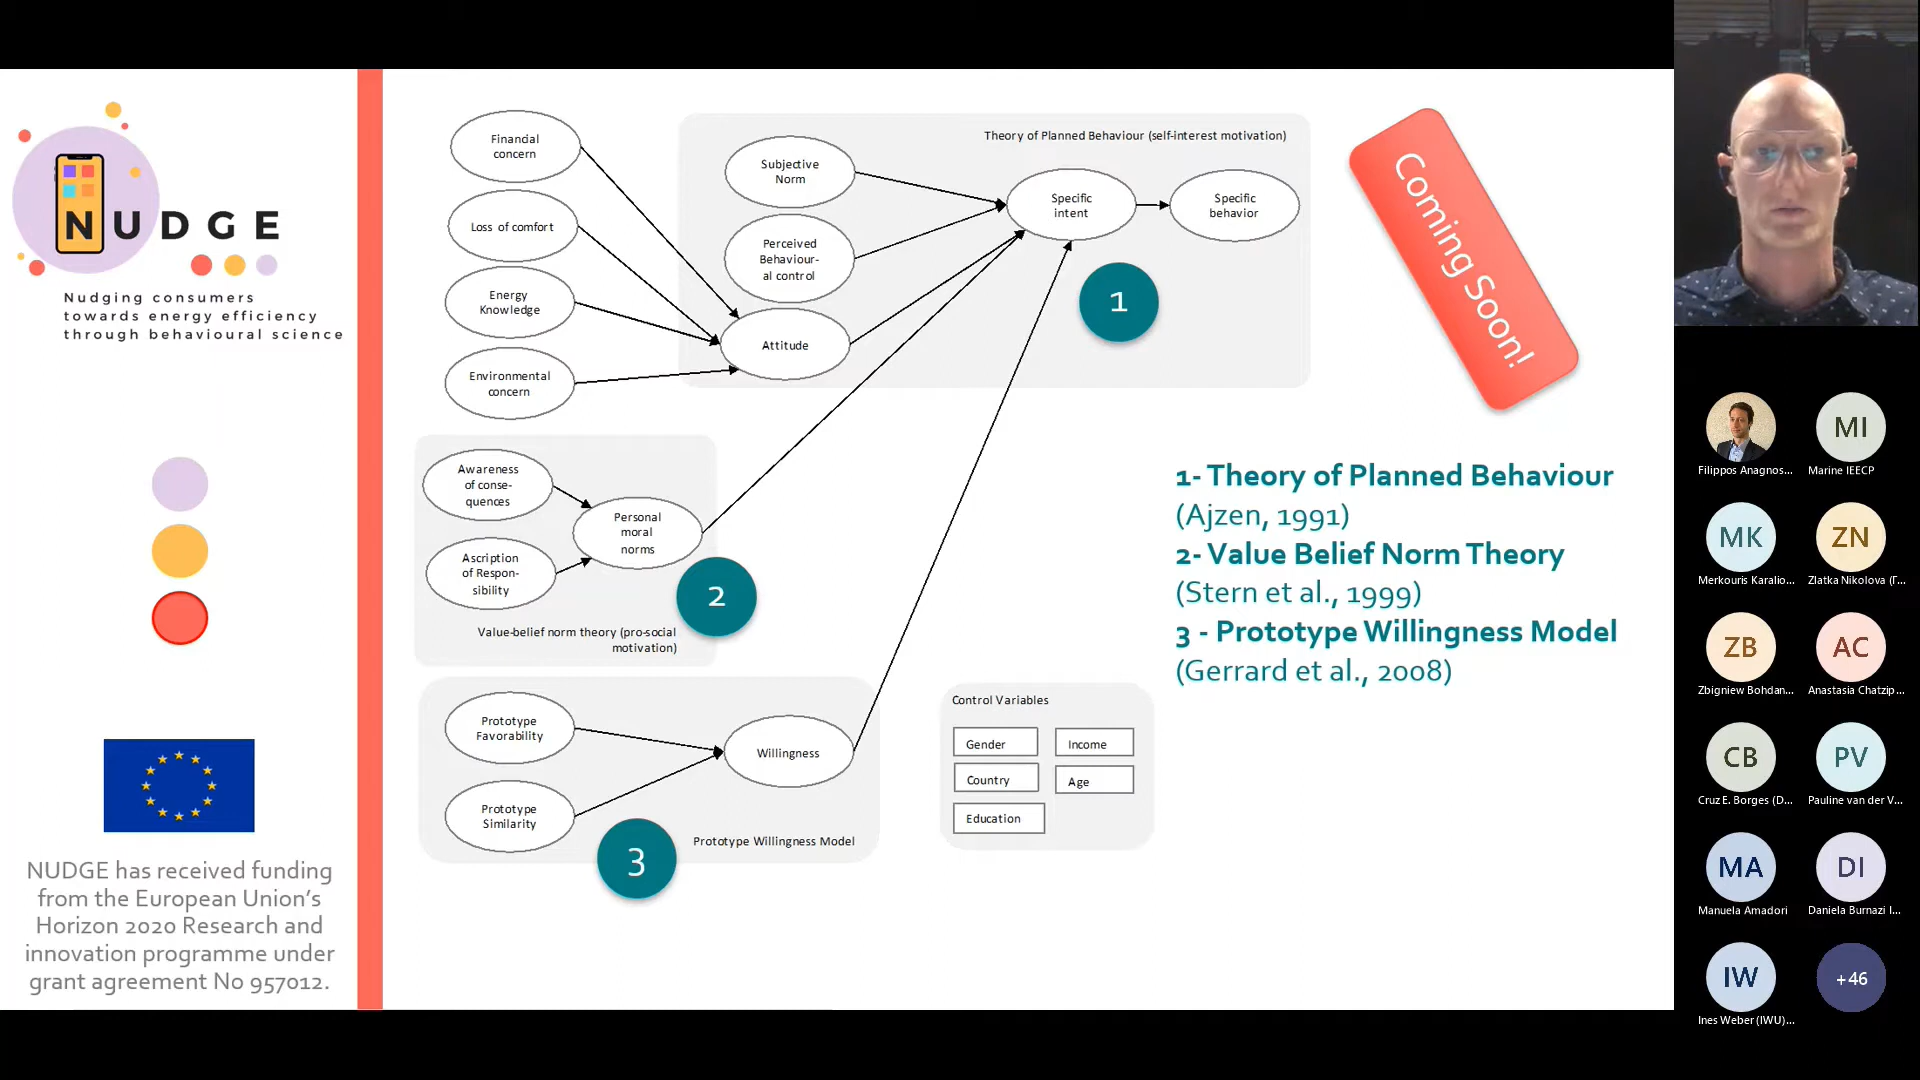 NUDGE
Nudging consumers
towards energy efficiency
through behavioural science
NUDGE has received funding
from the European Union's
Horizon 2020 Research and
innovation programme under
grant agreement No 957012.
Financial
concern
Loss of comfort
Energy
Knowledge
Environmental
concern
Theory of Planned Behaviour (self-interest motivation)
Subjective
Norm
Perceived
Behaviour-
al control
Attitude
Specific
intent
Specific
behavior
1
Coming Soon!
Awareness
of conse-
quences
Ascription
of Respon-
sibility
Personal
moral
norms
2
Value-belief norm theory (pro-social
motivation)
Prototype
Favorability
Prototype
Similarity
Willingness
3
Prototype Willingness Model
Control Variables
Gender
Income
Country
Age
Education
1- Theory of Planned Behaviour
(Ajzen, 1991)
2- Value Belief Norm Theory
(Stern et al., 1999)
3 - Prototype Willingness Model
(Gerrard et al., 2008)
Filippos Anagnos...
MI
Marine IEECP
MK
Merkouris Karalio...
ZN
Zlatka Nikolova (Г...
ZB
Zbigniew Bohdan...
AC
Anastasia Chatzip...
CB
Cruz E. Borges (D...
PV
Pauline van der V...
MA
Manuela Amadori
DI
Daniela Burnazi I...
IW
Ines Weber (IWU)...
+46